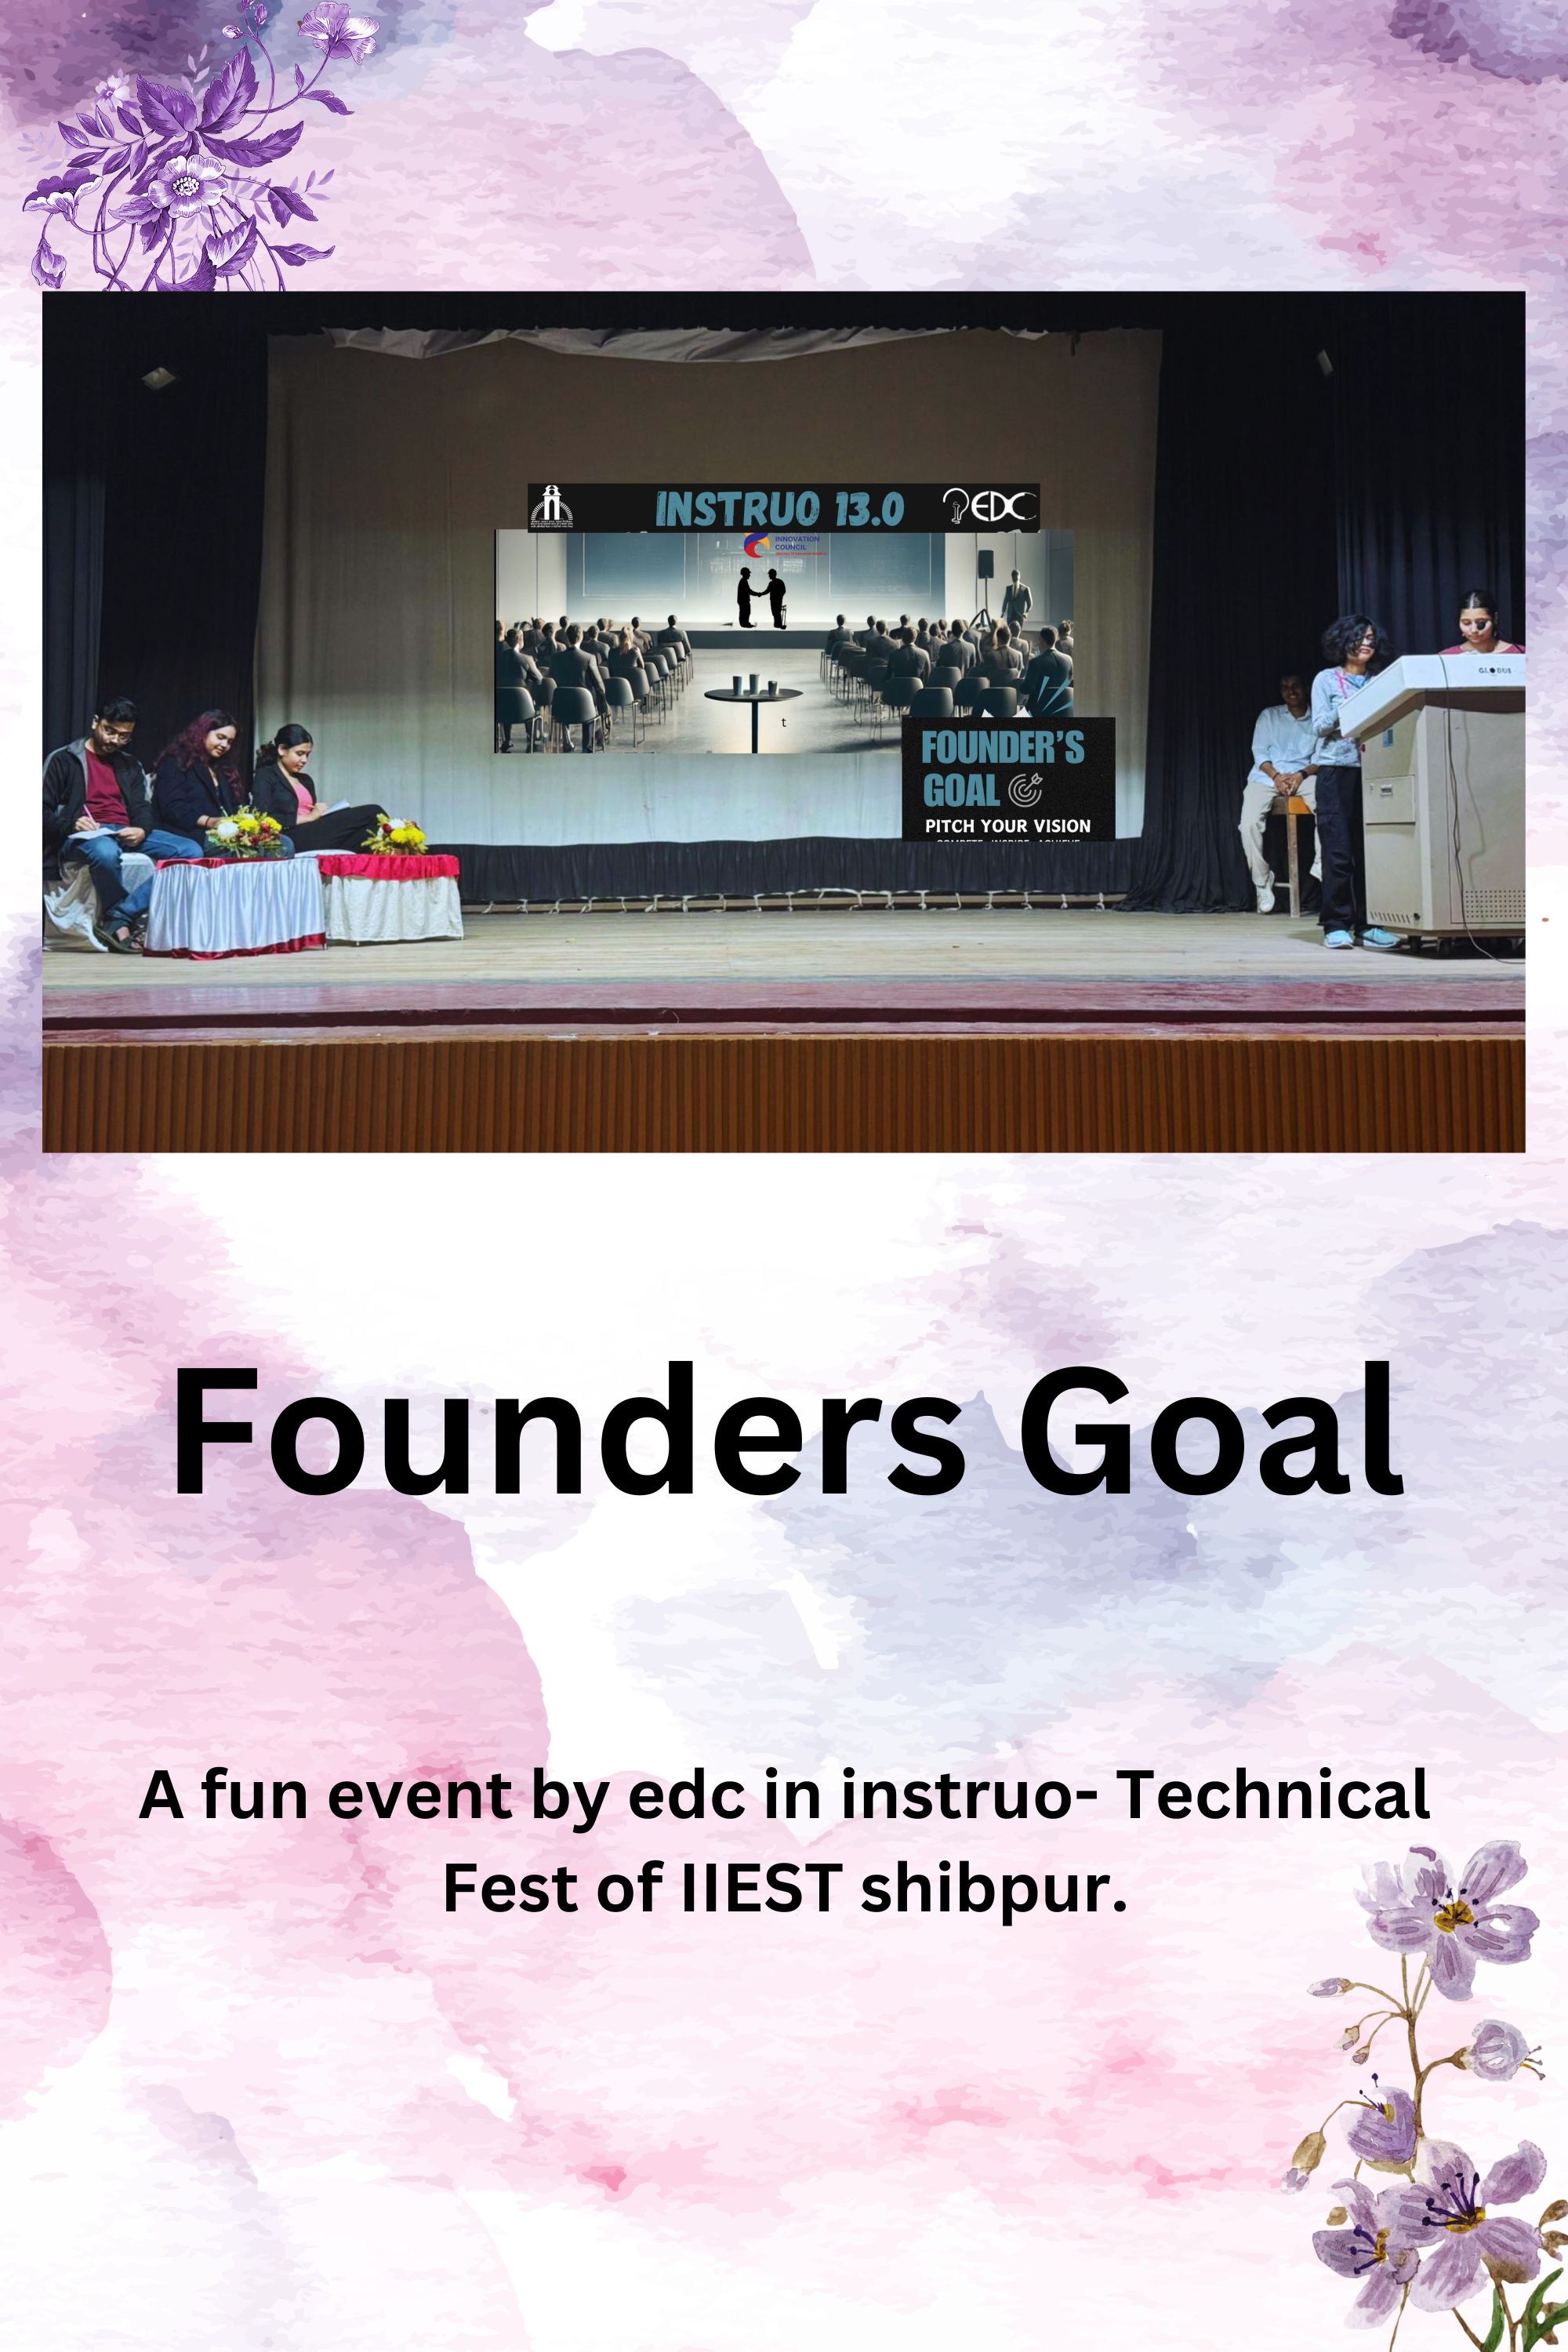 INSTRUO 13.0
EDC
INNOVATION
COUNCIL
t
FOUNDER'S
GOAL
PITCH YOUR VISION
GLOBUS
Founders Goal
A fun event by edc in instruo- Technical
Fest of IIEST shibpur.